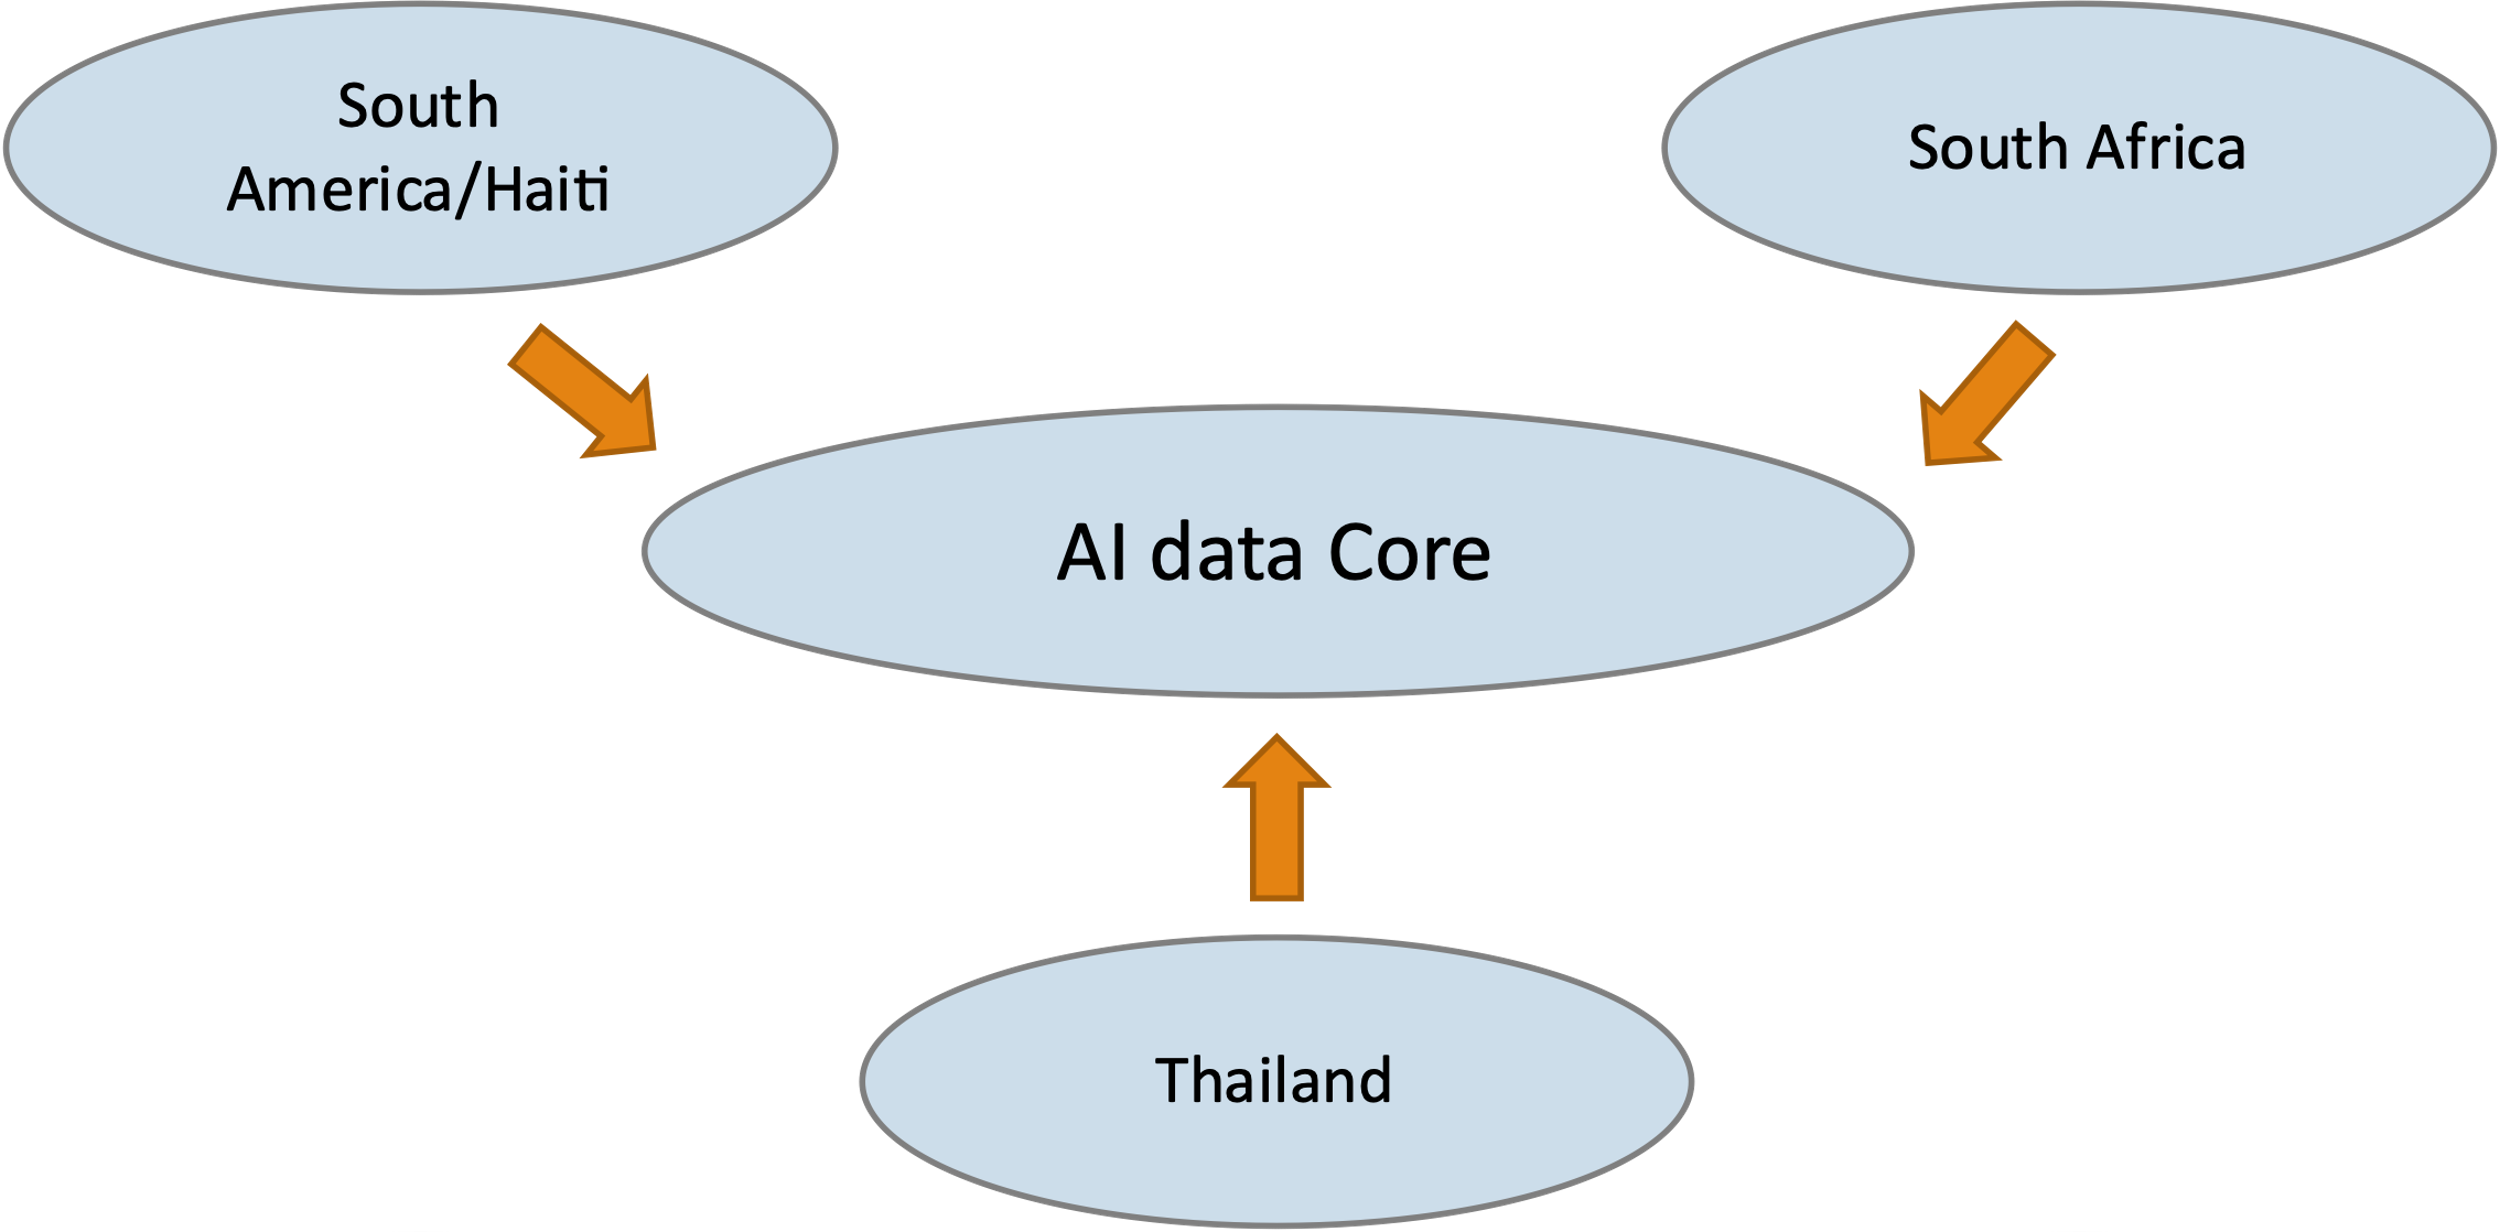 South
America/Haiti
South Africa
AI data Core
Thailand